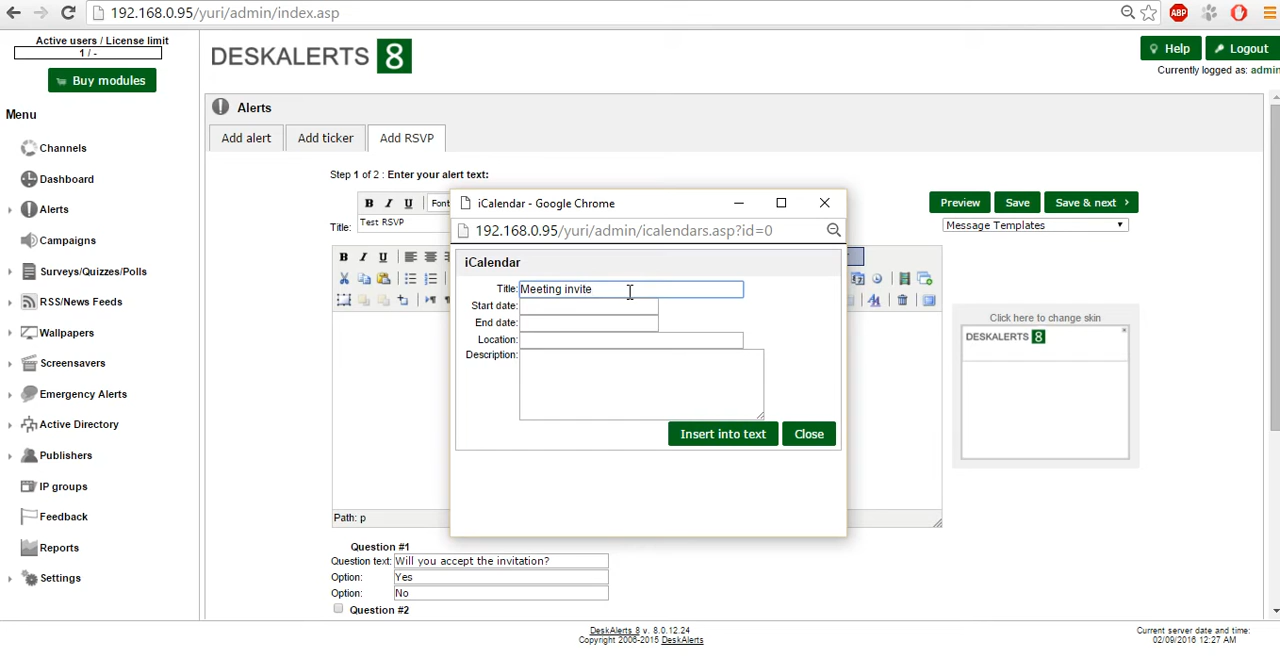 192.168.0.95/yuri/admin/index.asp
ABP
Active users / License limit
1 / -
Buy modules
DESKALERTS 8
Help
Logout
Currently logged as: admin
Menu
Channels
Dashboard
Alerts
Campaigns
Surveys/Quizzes/Polls
RSS/News Feeds
Wallpapers
Screensavers
Emergency Alerts
Active Directory
Publishers
IP groups
Feedback
Reports
Settings
Alerts
Add alert
Add ticker
Add RSVP
Step 1 of 2 : Enter your alert text:
B I U Font
Title: Test RSVP
Preview
Save
Save & next
Message Templates
B I U
Path: p
Click here to change skin
DESKALERTS 8
iCalendar - Google Chrome
192.168.0.95/yuri/admin/icalendars.asp?id=0
iCalendar
Title: Meeting invite
Start date:
End date:
Location:
Description:
Insert into text
Close
Question #1
Question text: Will you accept the invitation?
Option: Yes
Option: No
Question #2
DeskAlerts 8 v. 8.0.12.24
Copyright 2006-2015 DeskAlerts
Current server date and time:
02/09/2016 12:27 AM